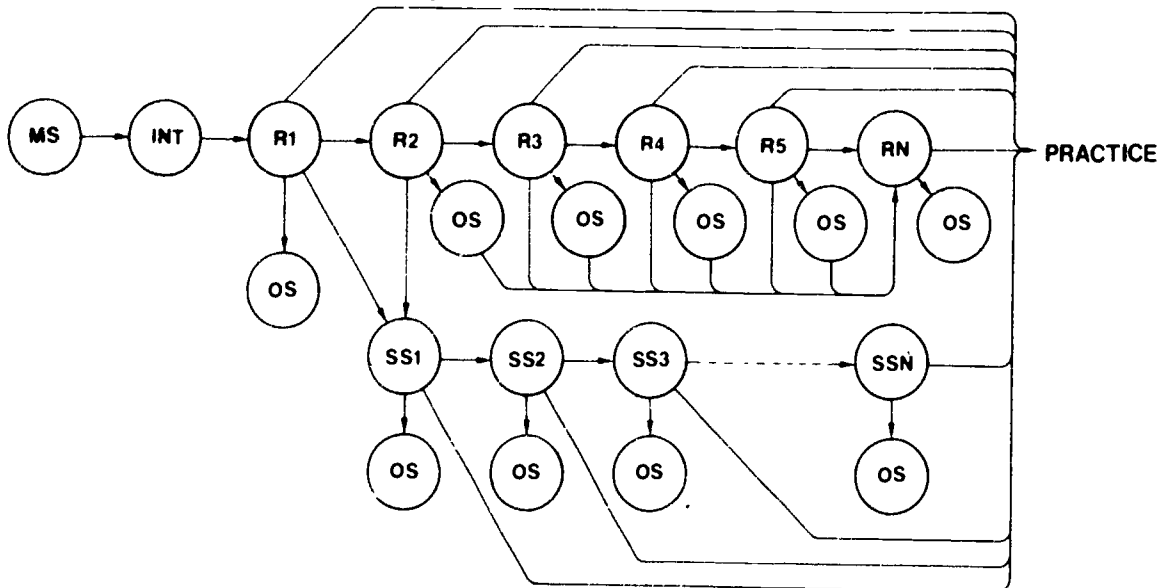 MS INT R1 R2 R3 R4 R5 RN PRACTICE
OS OS OS OS OS
OS
SS1 SS2 SS3 SSN
OS OS OS OS